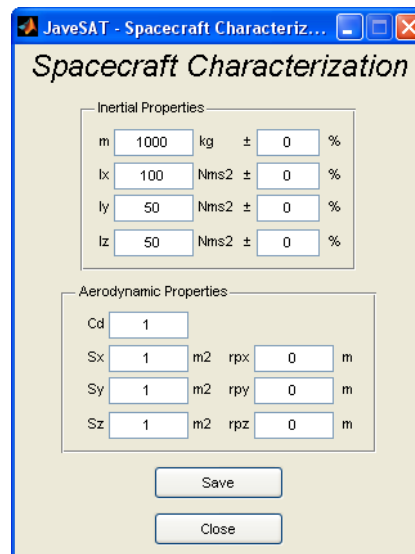 JaveSAT - Spacecraft Characteriz...
Spacecraft Characterization
Inertial Properties
m 1000 kg ± 0 %
Ix 100 Nms2 ± 0 %
Iy 50 Nms2 ± 0 %
Iz 50 Nms2 ± 0 %
Aerodynamic Properties
Cd 1
Sx 1 m2 rpx 0 m
Sy 1 m2 rpy 0 m
Sz 1 m2 rpz 0 m
Save
Close